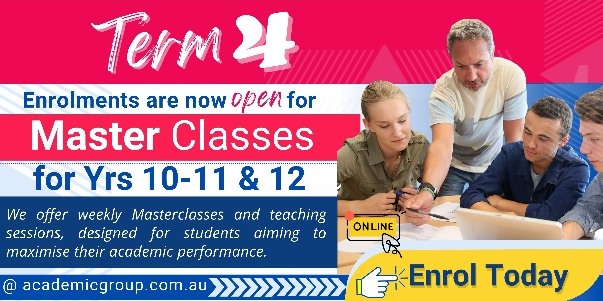 Term 4
Enrolments are now open for
Master Classes
for Yrs 10-11 & 12
We offer weekly Masterclasses and teaching
sessions, designed for students aiming to
maximise their academic performance.
@ academicgroup.com.au
ONLINE
Enrol Today